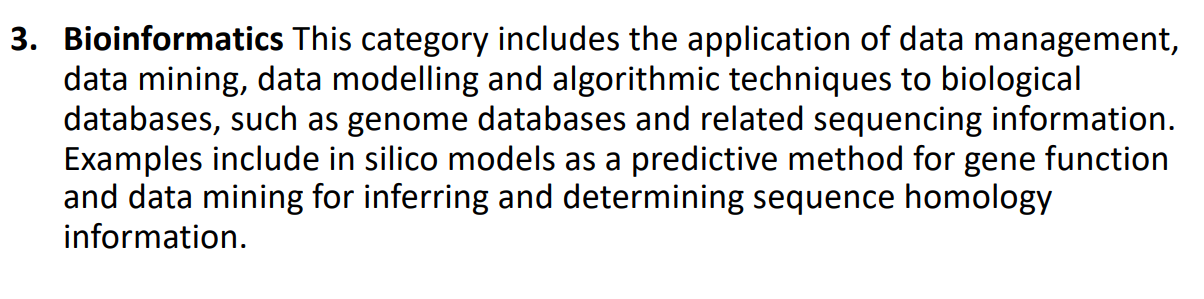 3. Bioinformatics This category includes the application of data management,
data mining, data modelling and algorithmic techniques to biological
databases, such as genome databases and related sequencing information.
Examples include in silico models as a predictive method for gene function
and data mining for inferring and determining sequence homology
information.